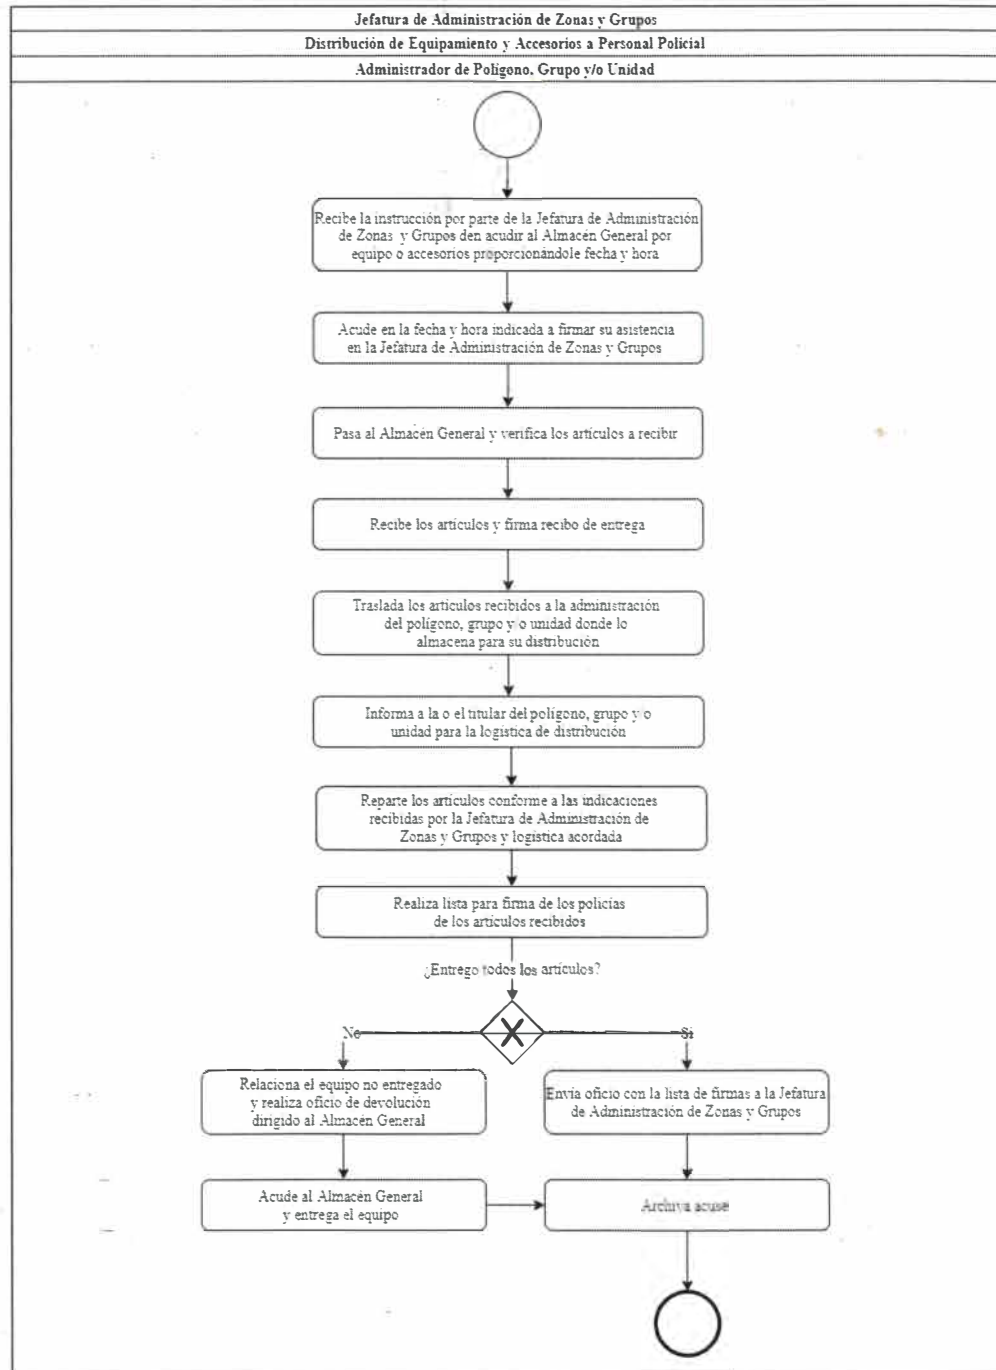 Jefatura de Administración de Zonas y Grupos
Distribución de Equipamiento y Accesorios a Personal Policial
Administrador de Polígono, Grupo y/o Unidad
Recibe la instrucción por parte de la Jefatura de Administración
de Zonas y Grupos den acudir al Almacén General por
equipo o accesorios proporcionándole fecha y hora
Acude en la fecha y hora indicada a firmar su asistencia
en la Jefatura de Administración de Zonas y Grupos
Pasa al Almacén General y verifica los artículos a recibir
Recibe los artículos y firma recibo de entrega
Traslada los artículos recibidos a la administración
del polígono, grupo y/o unidad donde lo
almacena para su distribución
Informa a la o el titular del polígono, grupo y/o
unidad para la logística de distribución
Reparte los artículos conforme a las indicaciones
recibidas por la Jefatura de Administración de
Zonas y Grupos y logística acordada
Realiza lista para firma de los policías
de los artículos recibidos
¿Entrego todos los artículos?
No
Si
Relaciona el equipo no entregado
y realiza oficio de devolución
dirigido al Almacén General
Envía oficio con la lista de firmas a la Jefatura
de Administración de Zonas y Grupos
Acude al Almacén General
y entrega el equipo
Archiva acuse